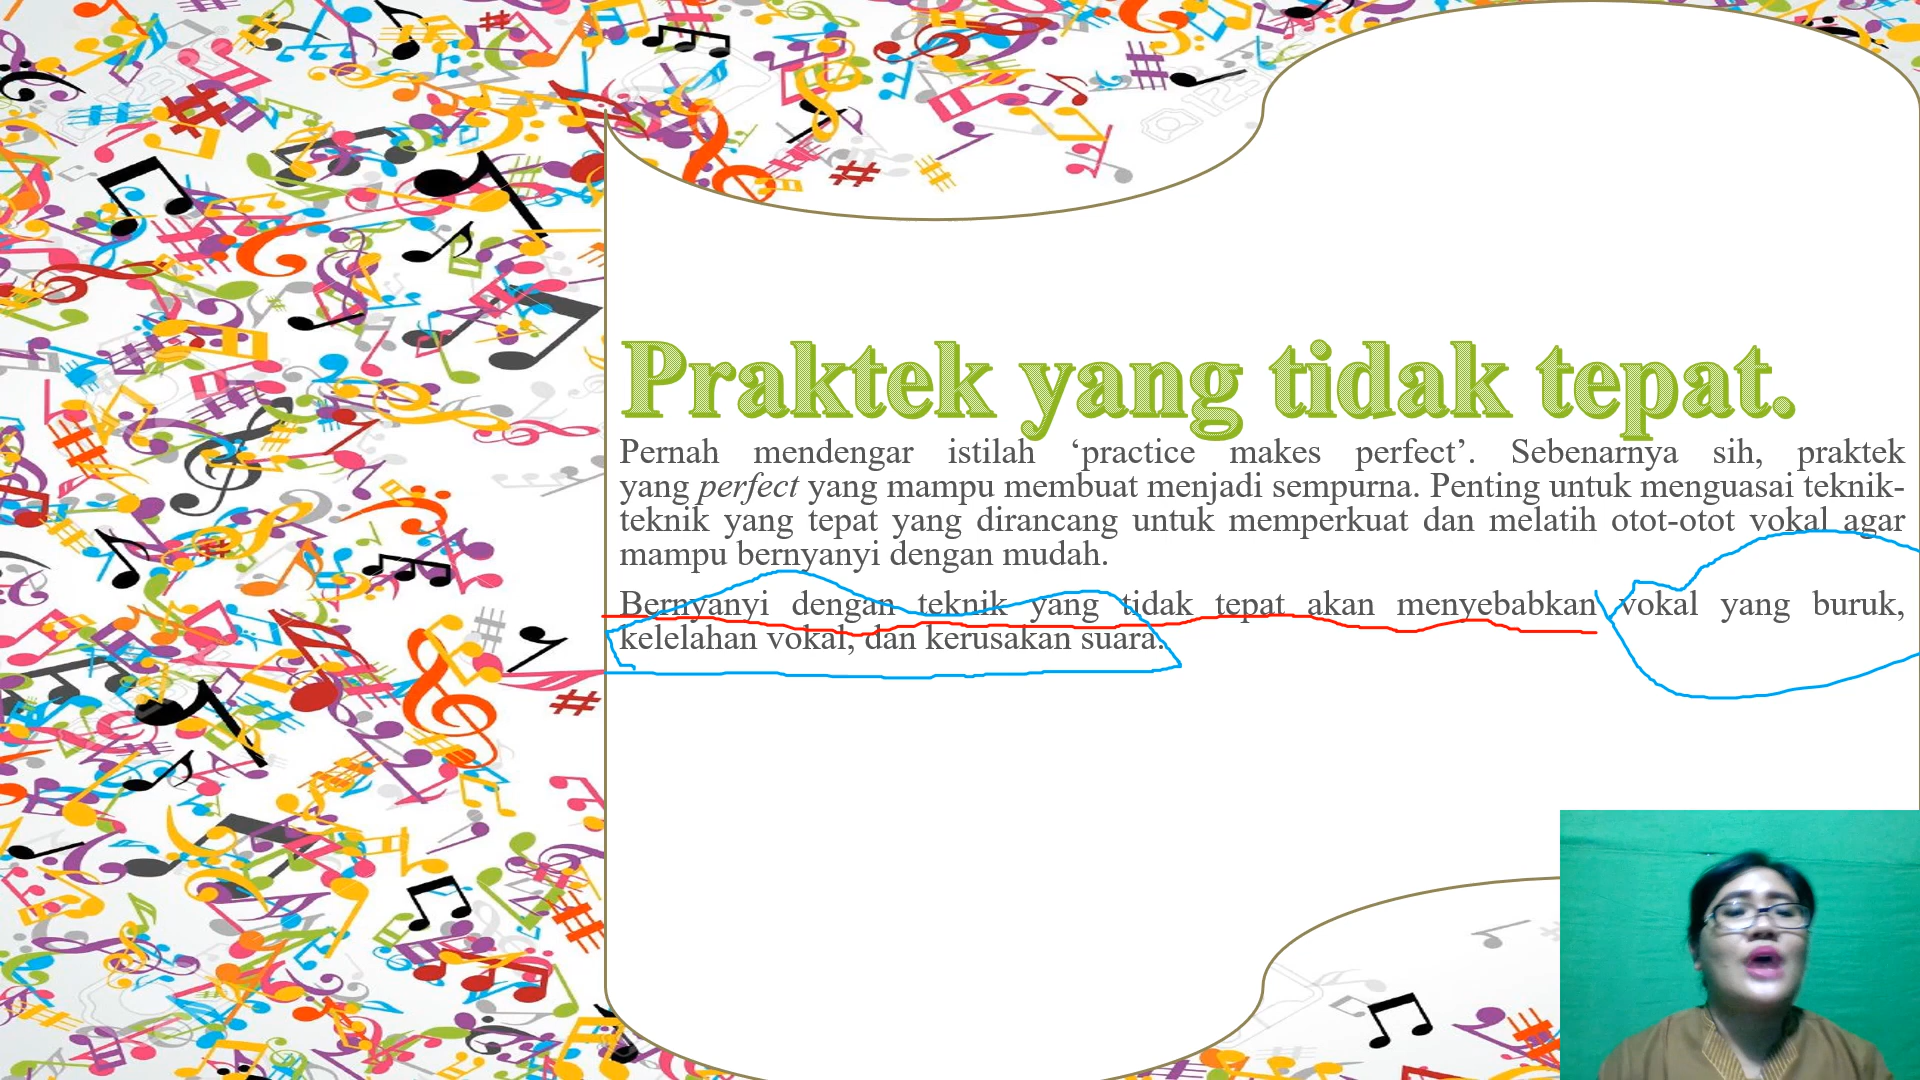 Praktek yang tidak tepat.
Pernah mendengar istilah ‘practice makes perfect’. Sebenarnya sih, praktek
yang perfect yang mampu membuat menjadi sempurna. Penting untuk menguasai teknik-
teknik yang tepat yang dirancang untuk memperkuat dan melatih otot-otot vokal agar
mampu bernyanyi dengan mudah.
Bernyanyi dengan teknik yang tidak tepat akan menyebabkan vokal yang buruk,
kelelahan vokal, dan kerusakan suara.